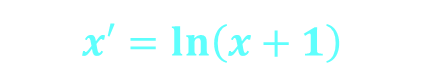 x′ = ln(x + 1)